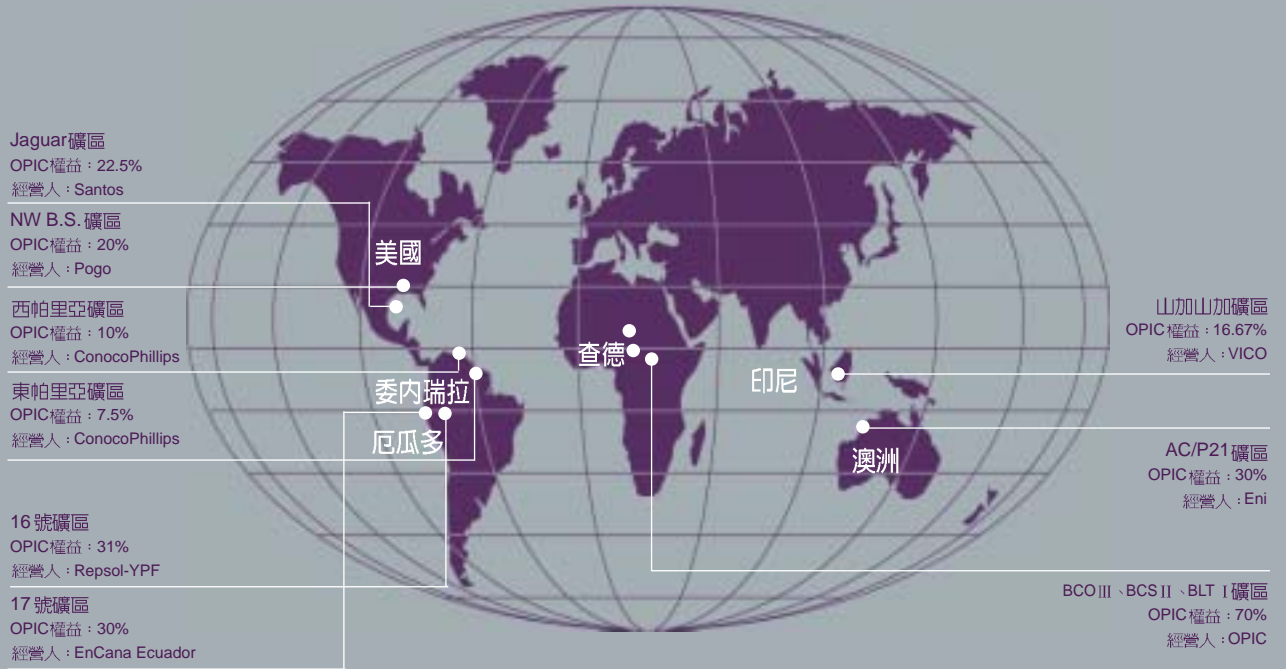 Jaguar礦區
OPIC權益：22.5%
經營人：Santos
NW B.S.礦區
OPIC權益：20%
經營人：Pogo
西帕里亞礦區
OPIC權益：10%
經營人：ConocoPhillips
東帕里亞礦區
OPIC權益：7.5%
經營人：ConocoPhillips
16號礦區
OPIC權益：31%
經營人：Repsol-YPF
17號礦區
OPIC權益：30%
經營人：EnCana Ecuador
美國
委內瑞拉
厄瓜多
查德
印尼
澳洲
山加山加礦區
OPIC權益：16.67%
經營人：VICO
AC/P21礦區
OPIC權益：30%
經營人：Eni
BCOⅢ、BCSⅡ、BLTⅠ礦區
OPIC權益：70%
經營人：OPIC